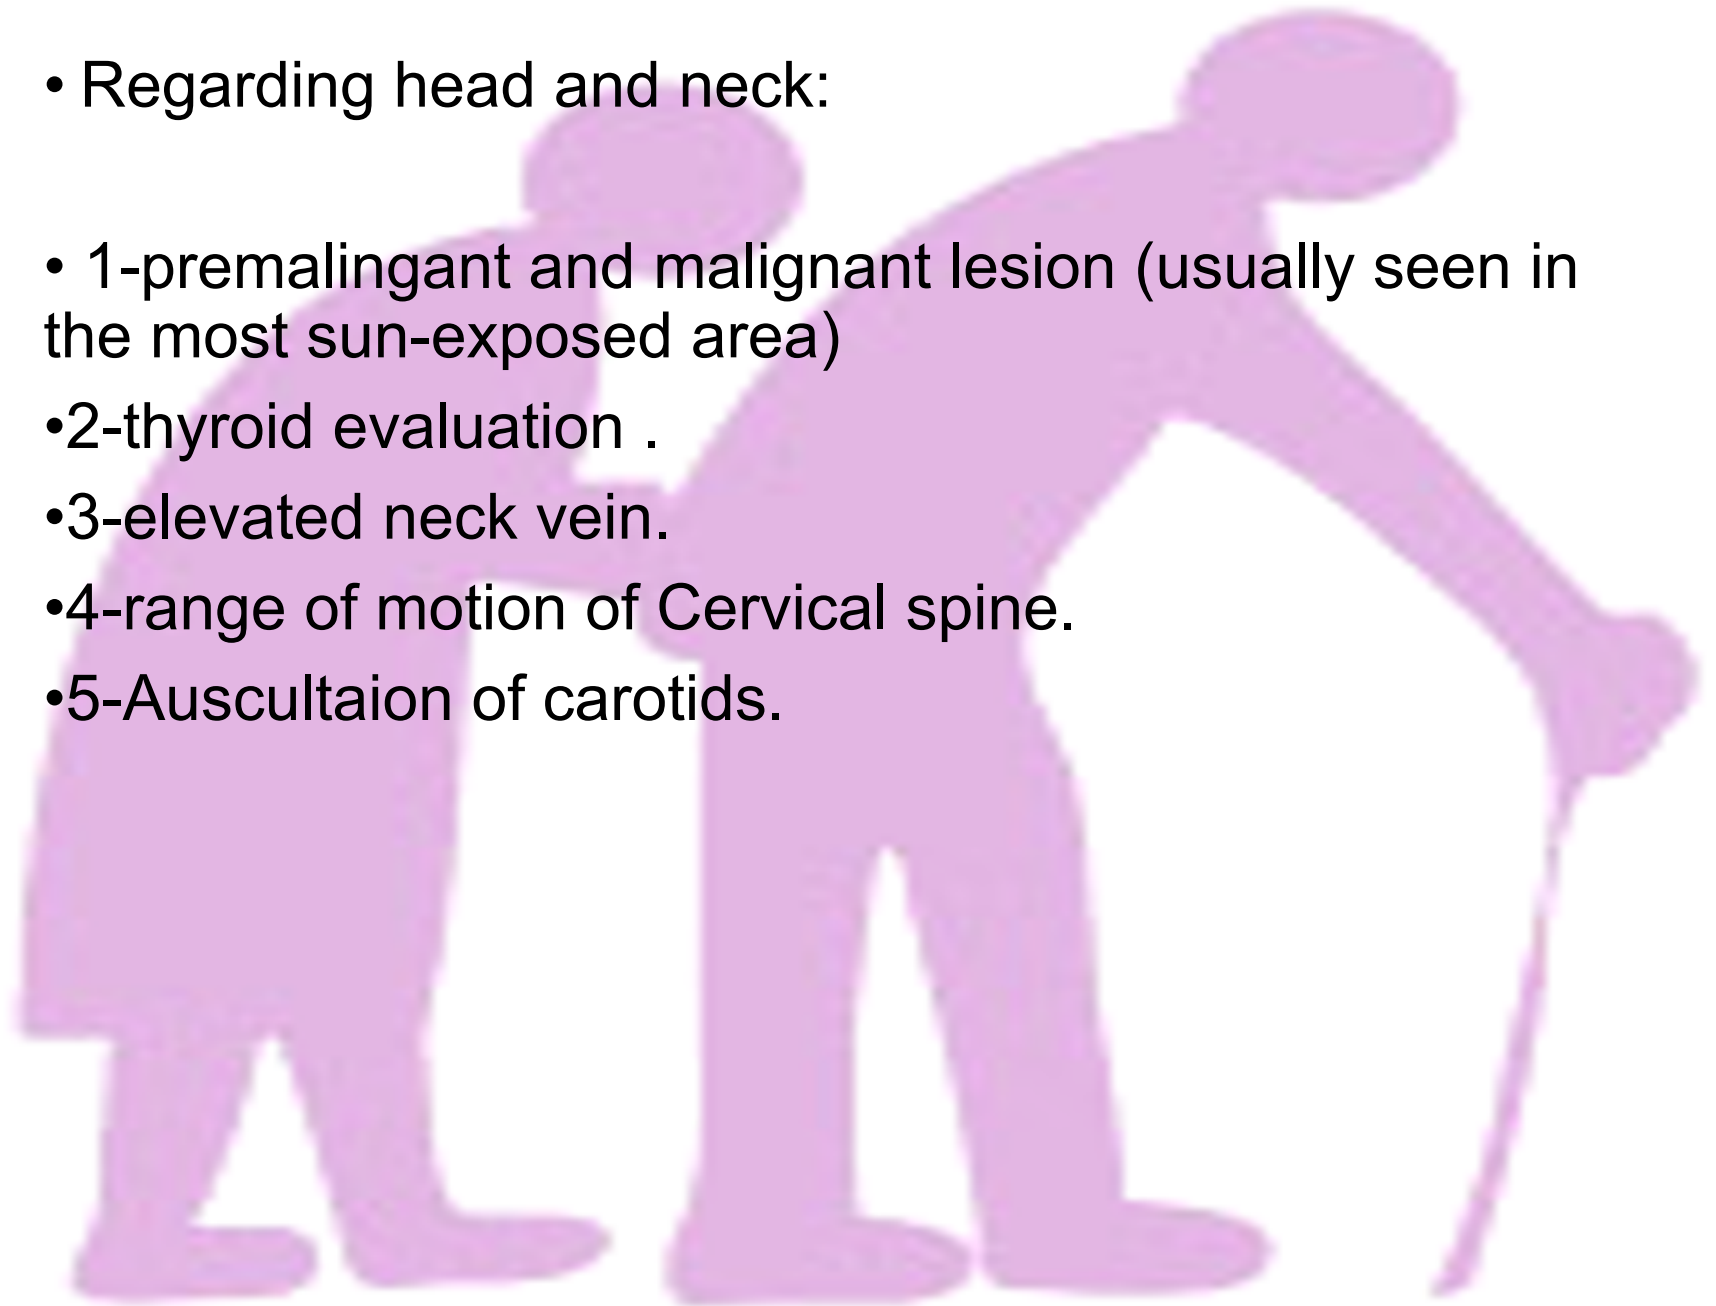 • Regarding head and neck:
• 1-premalingant and malignant lesion (usually seen in
the most sun-exposed area)
•2-thyroid evaluation .
•3-elevated neck vein.
•4-range of motion of Cervical spine.
•5-Auscultaion of carotids.